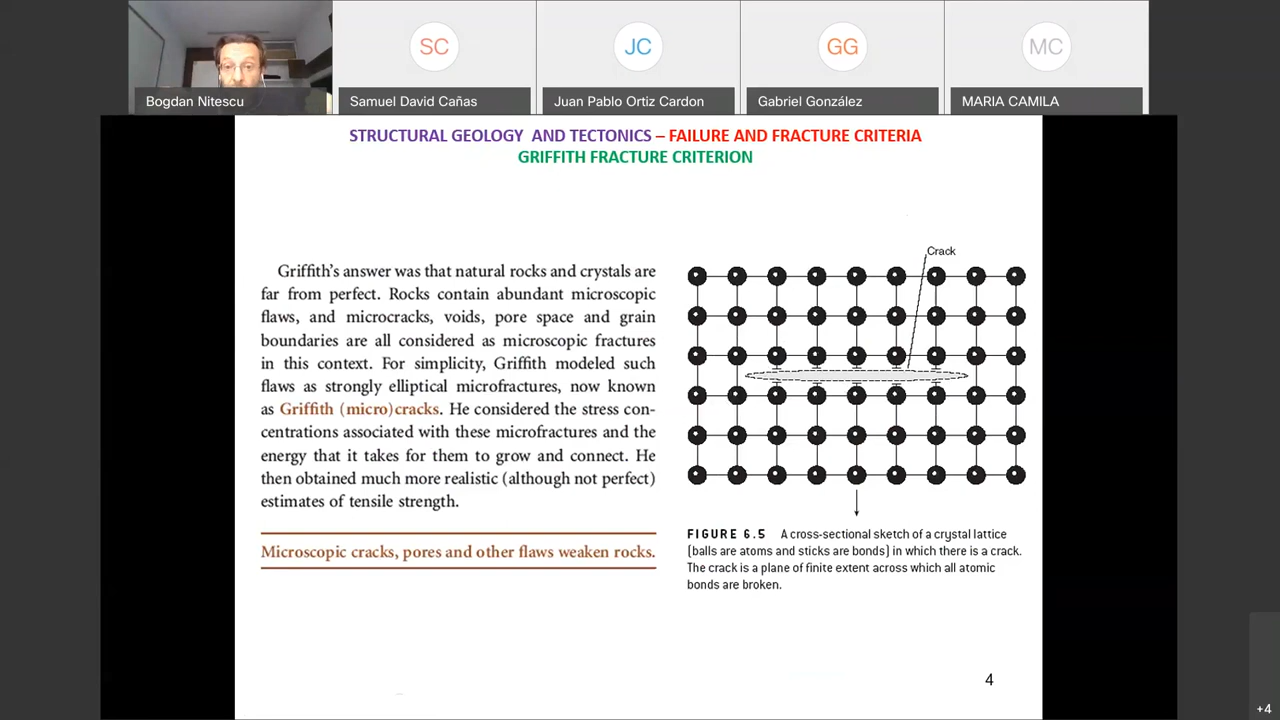 SC
JC
GG
MC
Bogdan Nitescu
Samuel David Cañas
Juan Pablo Ortiz Cardon
Gabriel González
MARIA CAMILA
STRUCTURAL GEOLOGY AND TECTONICS – FAILURE AND FRACTURE CRITERIA
GRIFFITH FRACTURE CRITERION
Griffith's answer was that natural rocks and crystals are
far from perfect. Rocks contain abundant microscopic
flaws, and microcracks, voids, pore space and grain
boundaries are all considered as microscopic fractures
in this context. For simplicity, Griffith modeled such
flaws as strongly elliptical microfractures, now known
as Griffith (micro)cracks. He considered the stress con-
centrations associated with these microfractures and the
energy that it takes for them to grow and connect. He
then obtained much more realistic (although not perfect)
estimates of tensile strength.
Microscopic cracks, pores and other flaws weaken rocks.
Crack
FIGURE 6.5 A cross-sectional sketch of a crystal lattice
(balls are atoms and sticks are bonds) in which there is a crack.
The crack is a plane of finite extent across which all atomic
bonds are broken.
4
+4